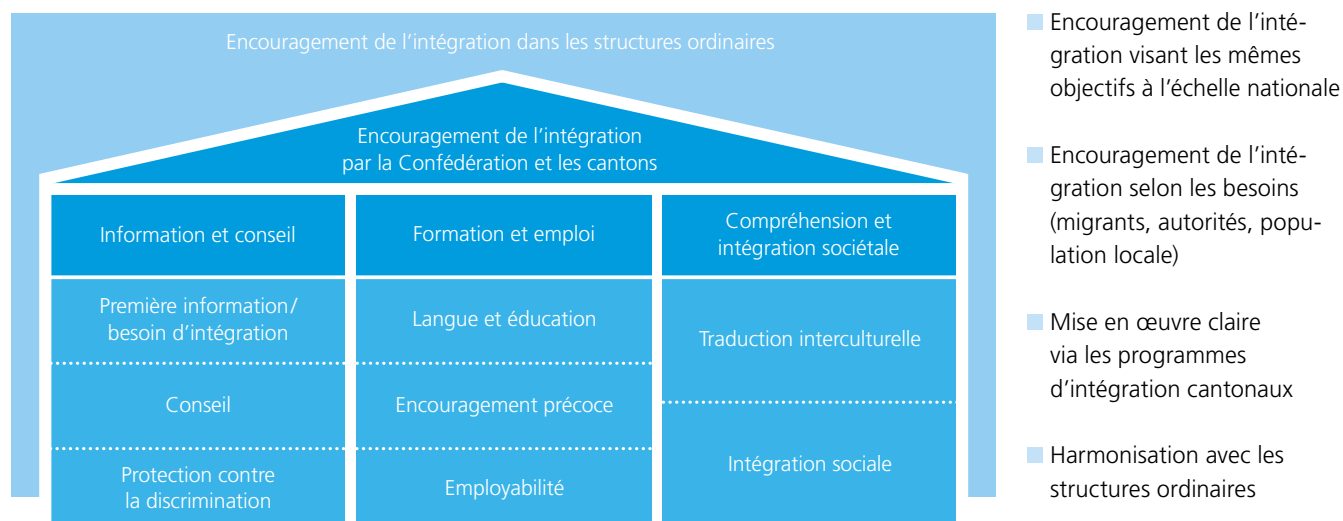 Encouragement de l’intégration dans les structures ordinaires
Encouragement de l’intégration
par la Confédération et les cantons
Information et conseil
Première information/
besoin d’intégration
Conseil
Protection contre
la discrimination
Formation et emploi
Langue et éducation
Encouragement précoce
Employabilité
Compréhension et
intégration sociétale
Traduction interculturelle
Intégration sociale
Encouragement de l’inté-
gration visant les mêmes
objectifs à l’échelle nationale
Encouragement de l’inté-
gration selon les besoins
(migrants, autorités, popu-
lation locale)
Mise en œuvre claire
via les programmes
d’intégration cantonaux
Harmonisation avec les
structures ordinaires